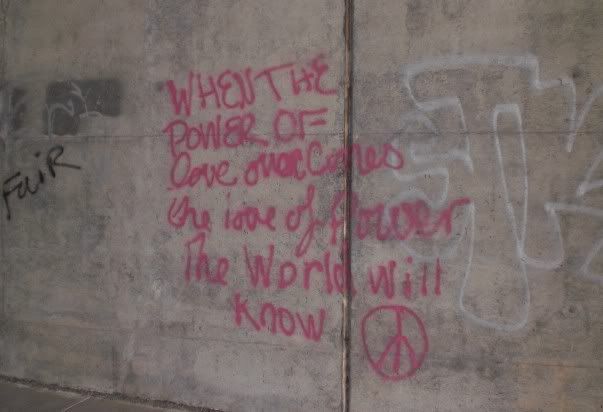 WHEN THE
POWER OF
love overcomes
the love of power
The World Will
know
FAIR